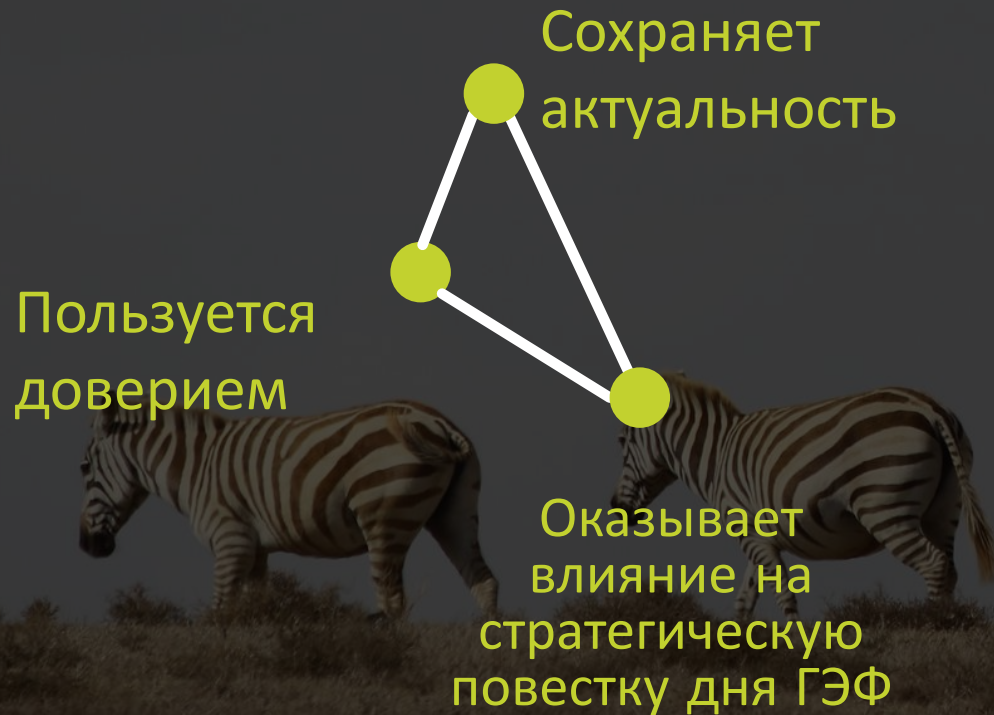 Сохраняет
актуальность
Пользуется
доверием
Оказывает
влияние на
стратегическую
повестку дня ГЭФ